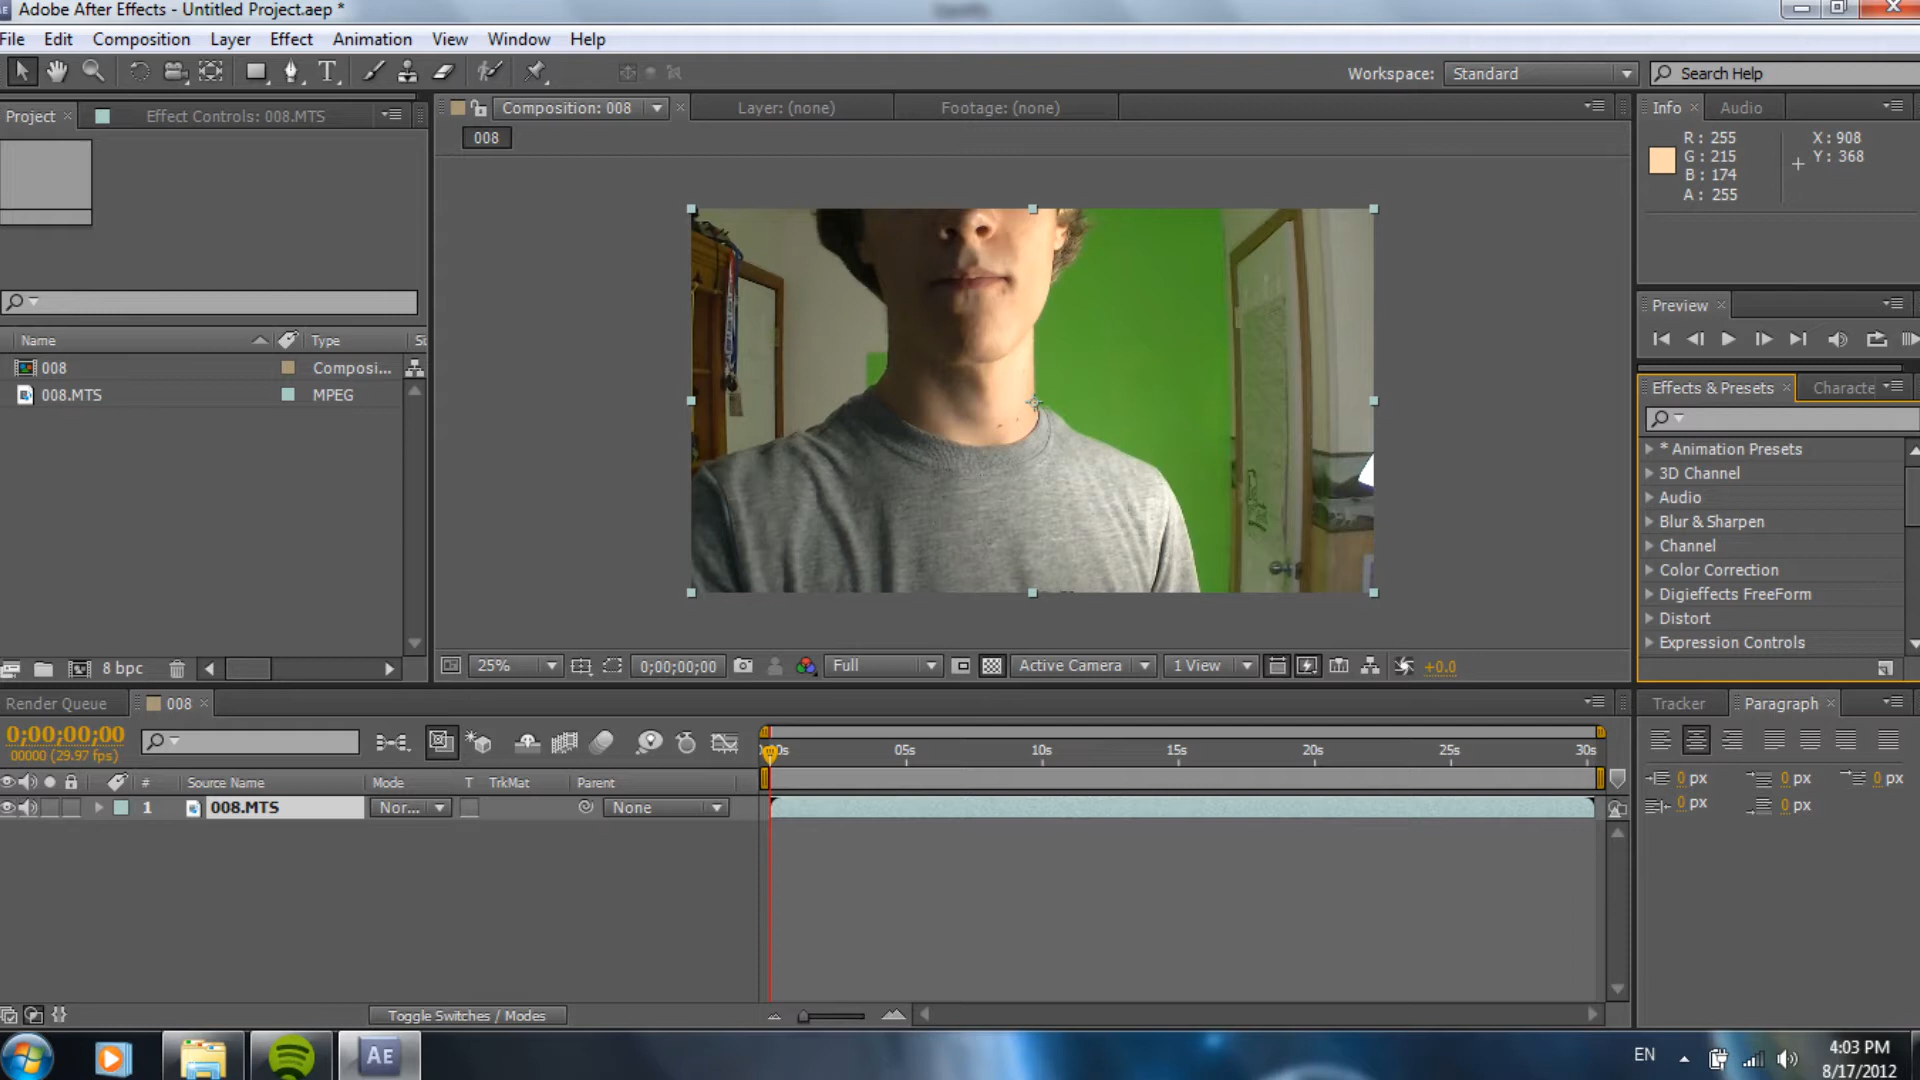 Adobe After Effects - Untitled Project.aep *
File Edit Composition Layer Effect Animation View Window Help
Workspace: Standard
Search Help
Project
Effect Controls: 008.MTS
Composition: 008
Layer: (none)
Footage: (none)
Info
Audio
008
R : 255
G : 215
B : 174
A : 255
X : 908
Y : 368
Preview
Name
Type
008
Composi...
008.MTS
MPEG
Effects & Presets
* Animation Presets
3D Channel
Audio
Blur & Sharpen
Channel
Color Correction
Digieffects FreeForm
Distort
Expression Controls
8 bpc
25%
0;00;00;00
Full
Active Camera
1 View
+0.0
Render Queue
008
0;00;00;00
00000 (29.97 fps)
05s
10s
15s
20s
25s
30s
# Source Name Mode T TrkMat Parent
1 008.MTS Nor... None
Tracker
Paragraph
0 px
0 px
0 px
0 px
0 px
Toggle Switches / Modes
AE
EN
4:03 PM
8/17/2012